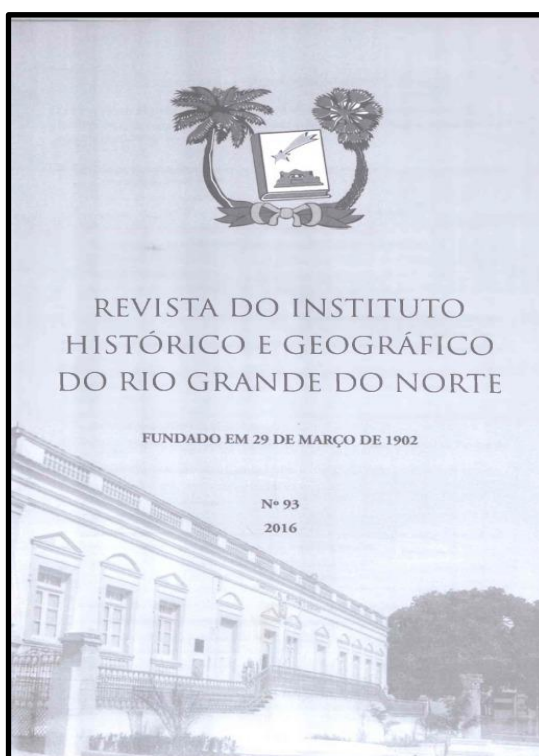 REVISTA DO INSTITUTO
HISTÓRICO E GEOGRÁFICO
DO RIO GRANDE DO NORTE
FUNDADO EM 29 DE MARÇO DE 1902
Nº 93
2016